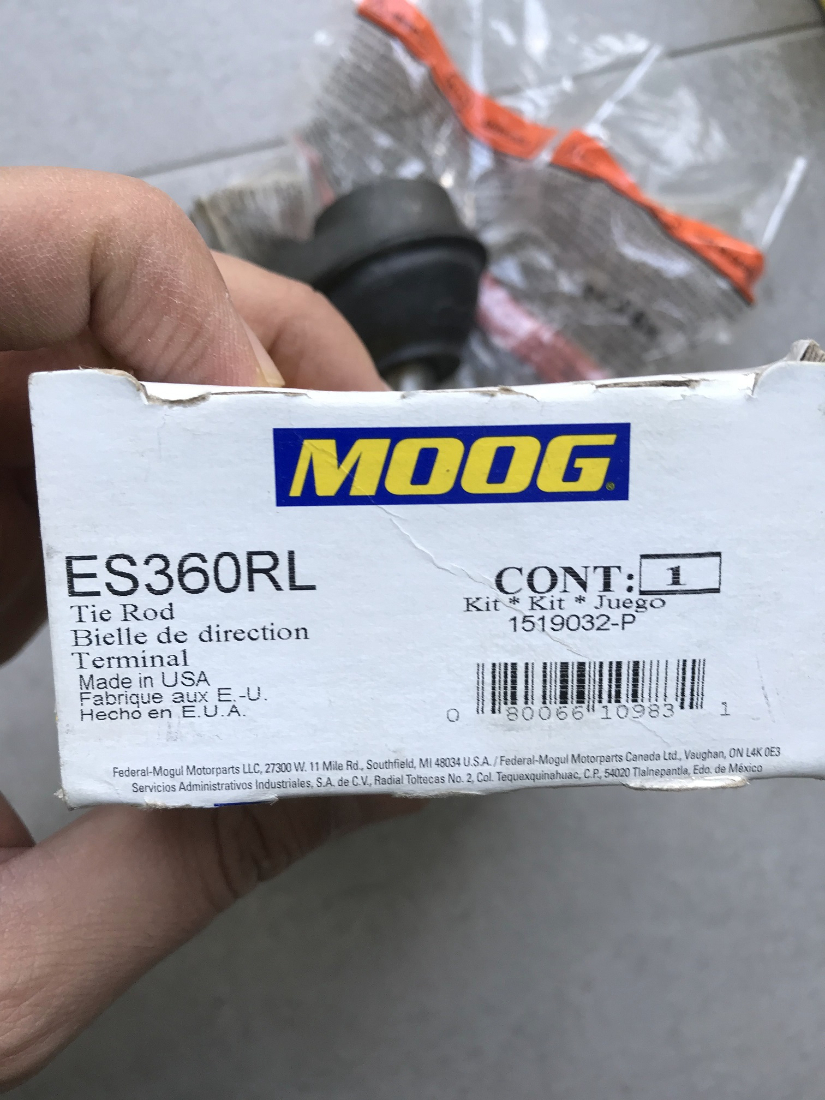 MOOG
ES360RL
Tie Rod
Bielle de direction
Terminal
Made in USA
Fabrique aux E.-U.
Hecho en E.U.A.
CONT: 1
Kit * Kit * Juego
1519032-P
0 80066 10983 1
Federal-Mogul Motorparts LLC, 27300 W. 11 Mile Rd., Southfield, MI 48034 U.S.A. / Federal-Mogul Motorparts Canada Ltd., Vaughan, ON L4K 0E3
Servicios Administrativos Industriales, S.A. de C.V., Radial Toltecas No. 2, Col. Tequexquinahuac, C.P. 54020 Tlalnepantla, Edo. de México